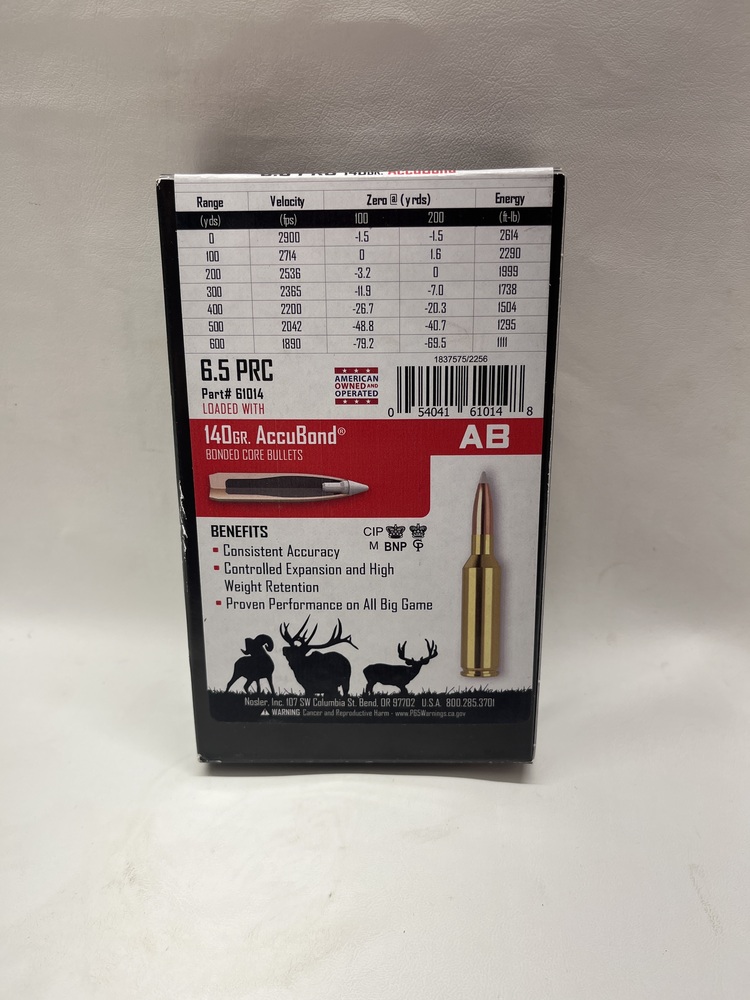 6.5 PRC 140GR. AccuBond
Range Velocity Zero @ (yrds) Energy
(yds) (fps) 100 200 (ft-lb)
0 2900 -1.5 -1.5 2614
100 2714 0 1.6 2290
200 2536 -3.2 0 1999
300 2365 -11.9 -7.0 1738
400 2200 -26.7 -20.3 1504
500 2042 -48.8 -40.7 1295
600 1890 -79.2 -69.5 1111
6.5 PRC
Part# 61014
LOADED WITH
AMERICAN
OWNED AND
OPERATED
1837575/2256
0 54041 61014 8
140GR. AccuBond®
BONDED CORE BULLETS
AB
BENEFITS
▪ Consistent Accuracy
▪ Controlled Expansion and High
Weight Retention
▪ Proven Performance on All Big Game
CIP
M BNP GP
Nosler, Inc. 107 SW Columbia St. Bend, OR 97702 U.S.A. 800.285.3701
⚠ WARNING Cancer and Reproductive Harm - www.P65Warnings.ca.gov